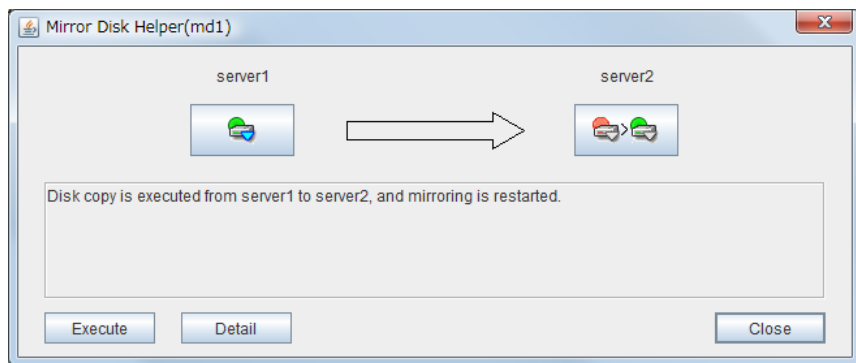 Mirror Disk Helper(md1)
server1 server2
>
Disk copy is executed from server1 to server2, and mirroring is restarted.
Execute Detail Close